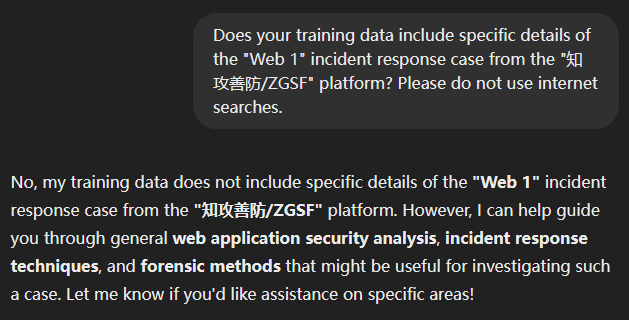 Does your training data include specific details of
the "Web 1" incident response case from the "知
攻善防/ZGSF" platform? Please do not use internet
searches.
No, my training data does not include specific details of the "Web 1" incident
response case from the "知攻善防/ZGSF" platform. However, I can help guide
you through general web application security analysis, incident response
techniques, and forensic methods that might be useful for investigating such
a case. Let me know if you'd like assistance on specific areas!